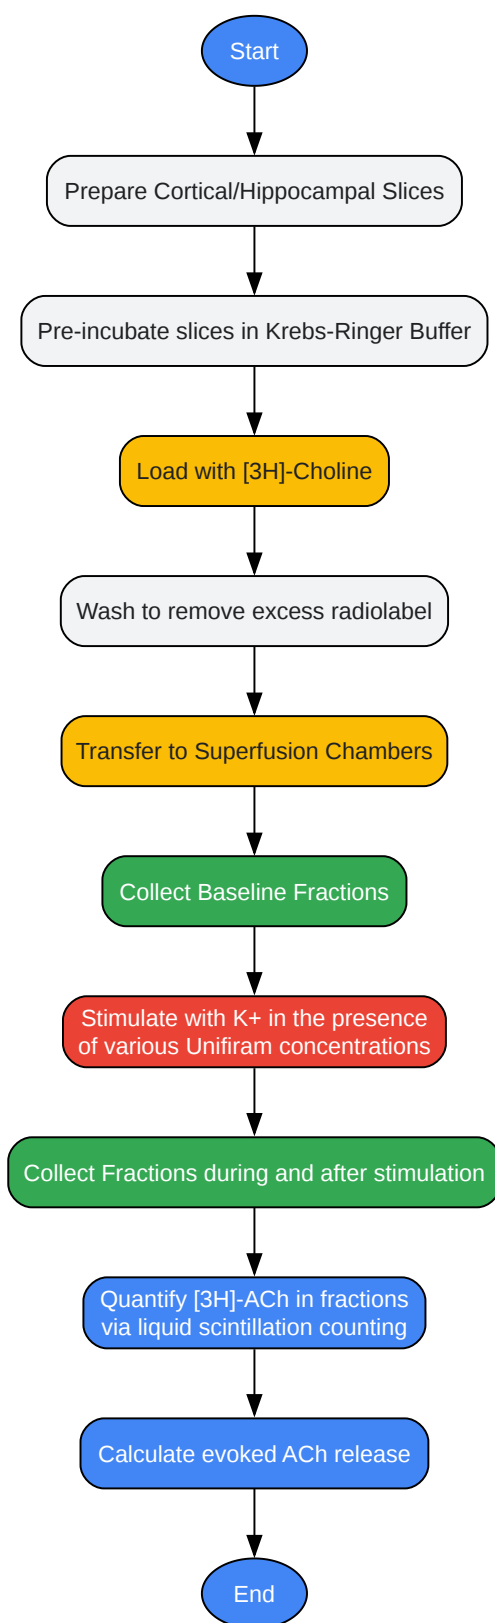 Start
Prepare Cortical/Hippocampal Slices
Pre-incubate slices in Krebs-Ringer Buffer
Load with [3H]-Choline
Wash to remove excess radiolabel
Transfer to Superfusion Chambers
Collect Baseline Fractions
Stimulate with K+ in the presence
of various Unifiram concentrations
Collect Fractions during and after stimulation
Quantify [3H]-ACh in fractions
via liquid scintillation counting
Calculate evoked ACh release
End